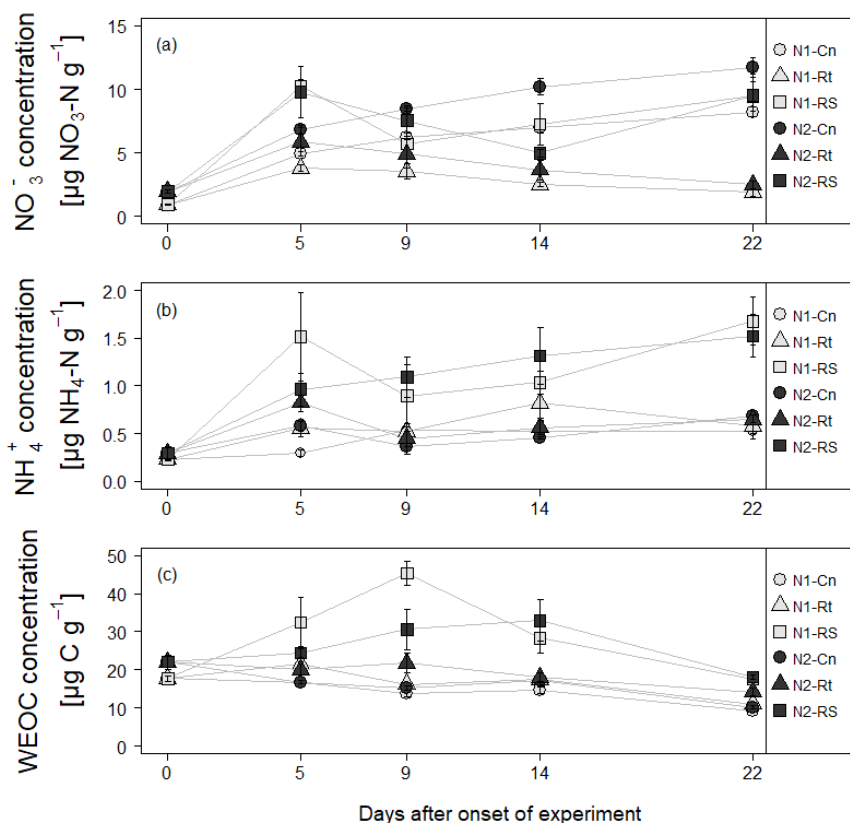 NO₃⁻ concentration
[µg NO₃-N g⁻¹]
15
10
5
0
(a)
0 5 9 14 22
N1-Cn
N1-Rt
N1-RS
N2-Cn
N2-Rt
N2-RS
NH₄⁺ concentration
[µg NH₄-N g⁻¹]
2.0
1.5
1.0
0.5
0.0
(b)
0 5 9 14 22
N1-Cn
N1-Rt
N1-RS
N2-Cn
N2-Rt
N2-RS
WEOC concentration
[µg C g⁻¹]
50
40
30
20
10
0
(c)
0 5 9 14 22
N1-Cn
N1-Rt
N1-RS
N2-Cn
N2-Rt
N2-RS
Days after onset of experiment